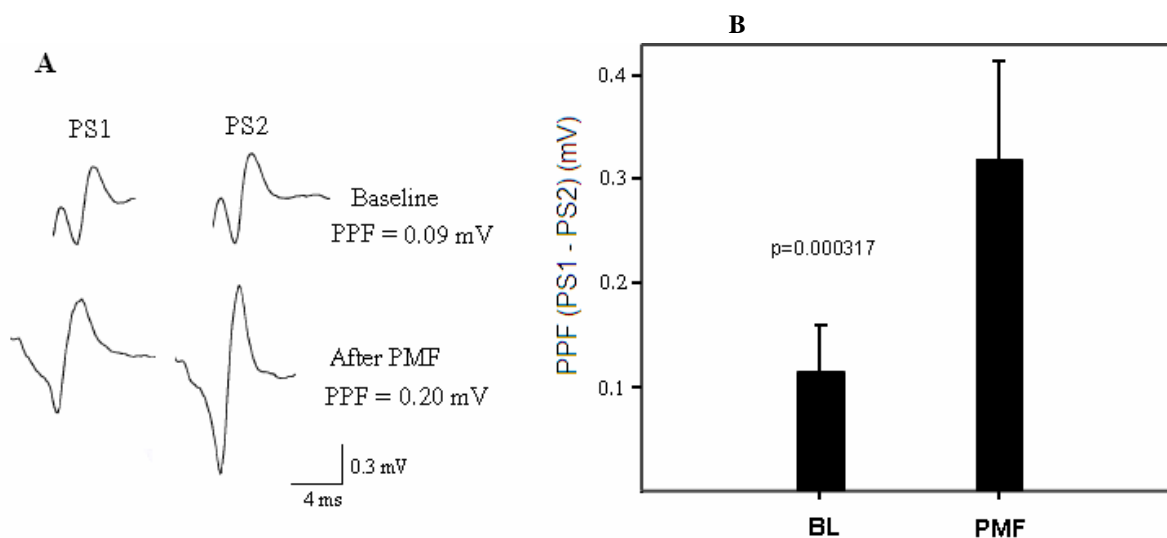 A
PS1 PS2
Baseline
PPF = 0.09 mV
After PMF
PPF = 0.20 mV
0.3 mV
4 ms
B
PPF (PS1 - PS2) (mV)
0.4
0.3
0.2
0.1
p=0.000317
BL PMF